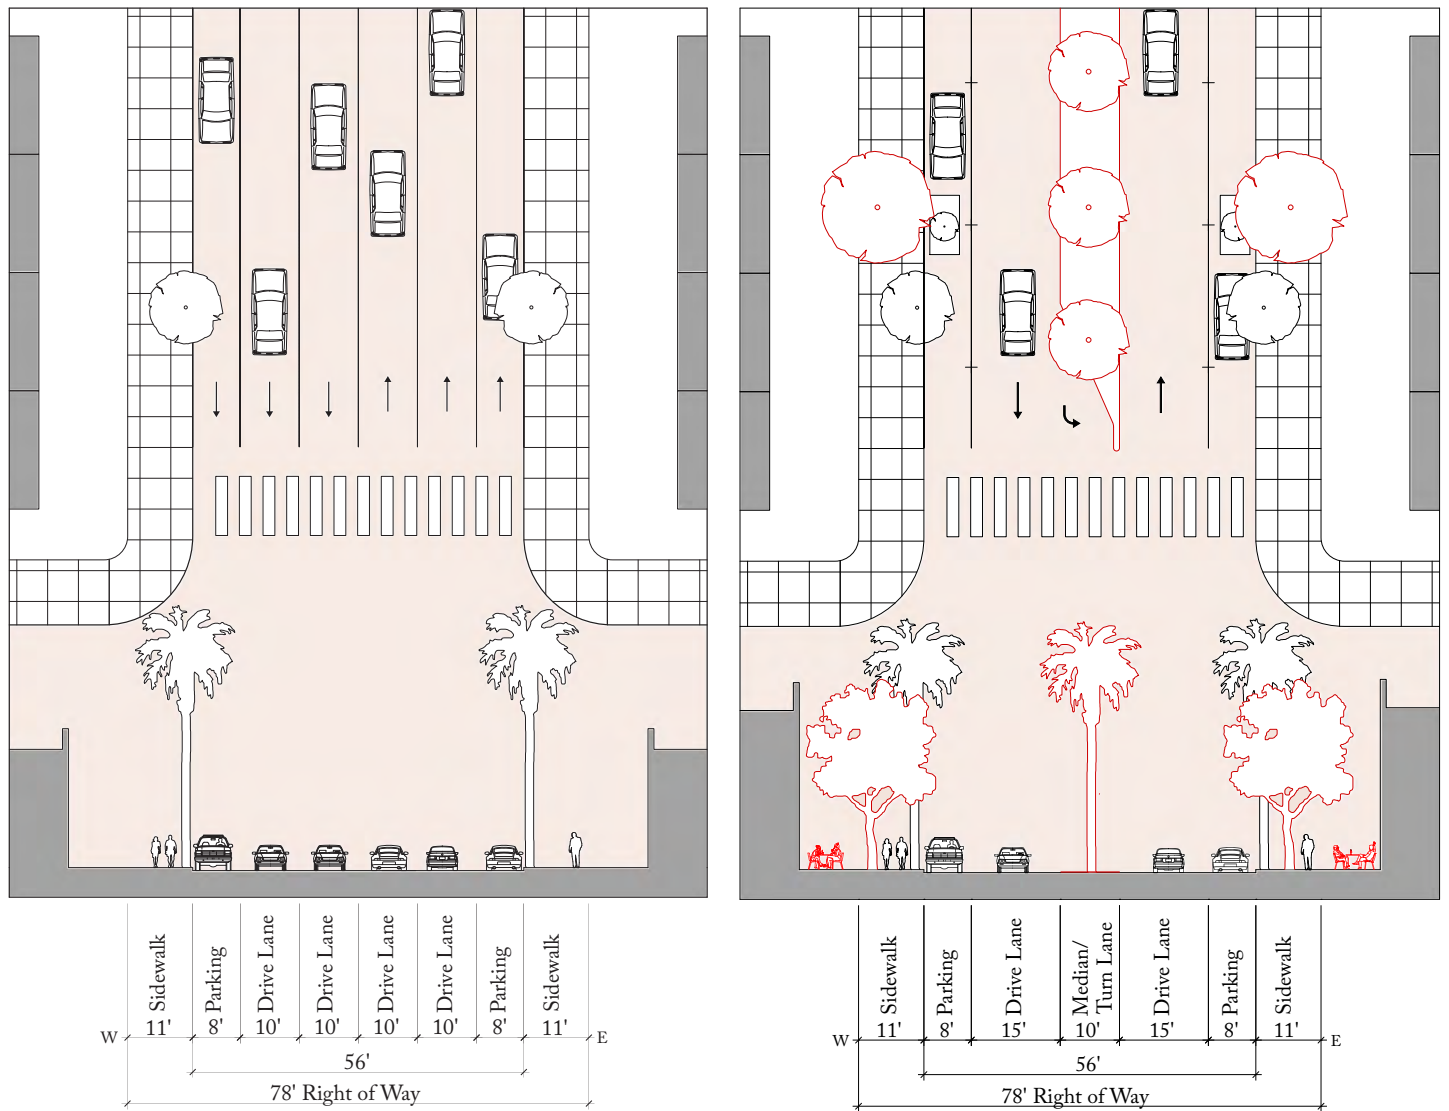 Sidewalk
Parking
Drive Lane
Drive Lane
Drive Lane
Drive Lane
Parking
Sidewalk
W 11' 8' 10' 10' 10' 10' 8' 11' E
56'
78' Right of Way
Sidewalk
Parking
Drive Lane
Median/
Turn Lane
Drive Lane
Parking
Sidewalk
W 11' 8' 15' 10' 15' 8' 11' E
56'
78' Right of Way